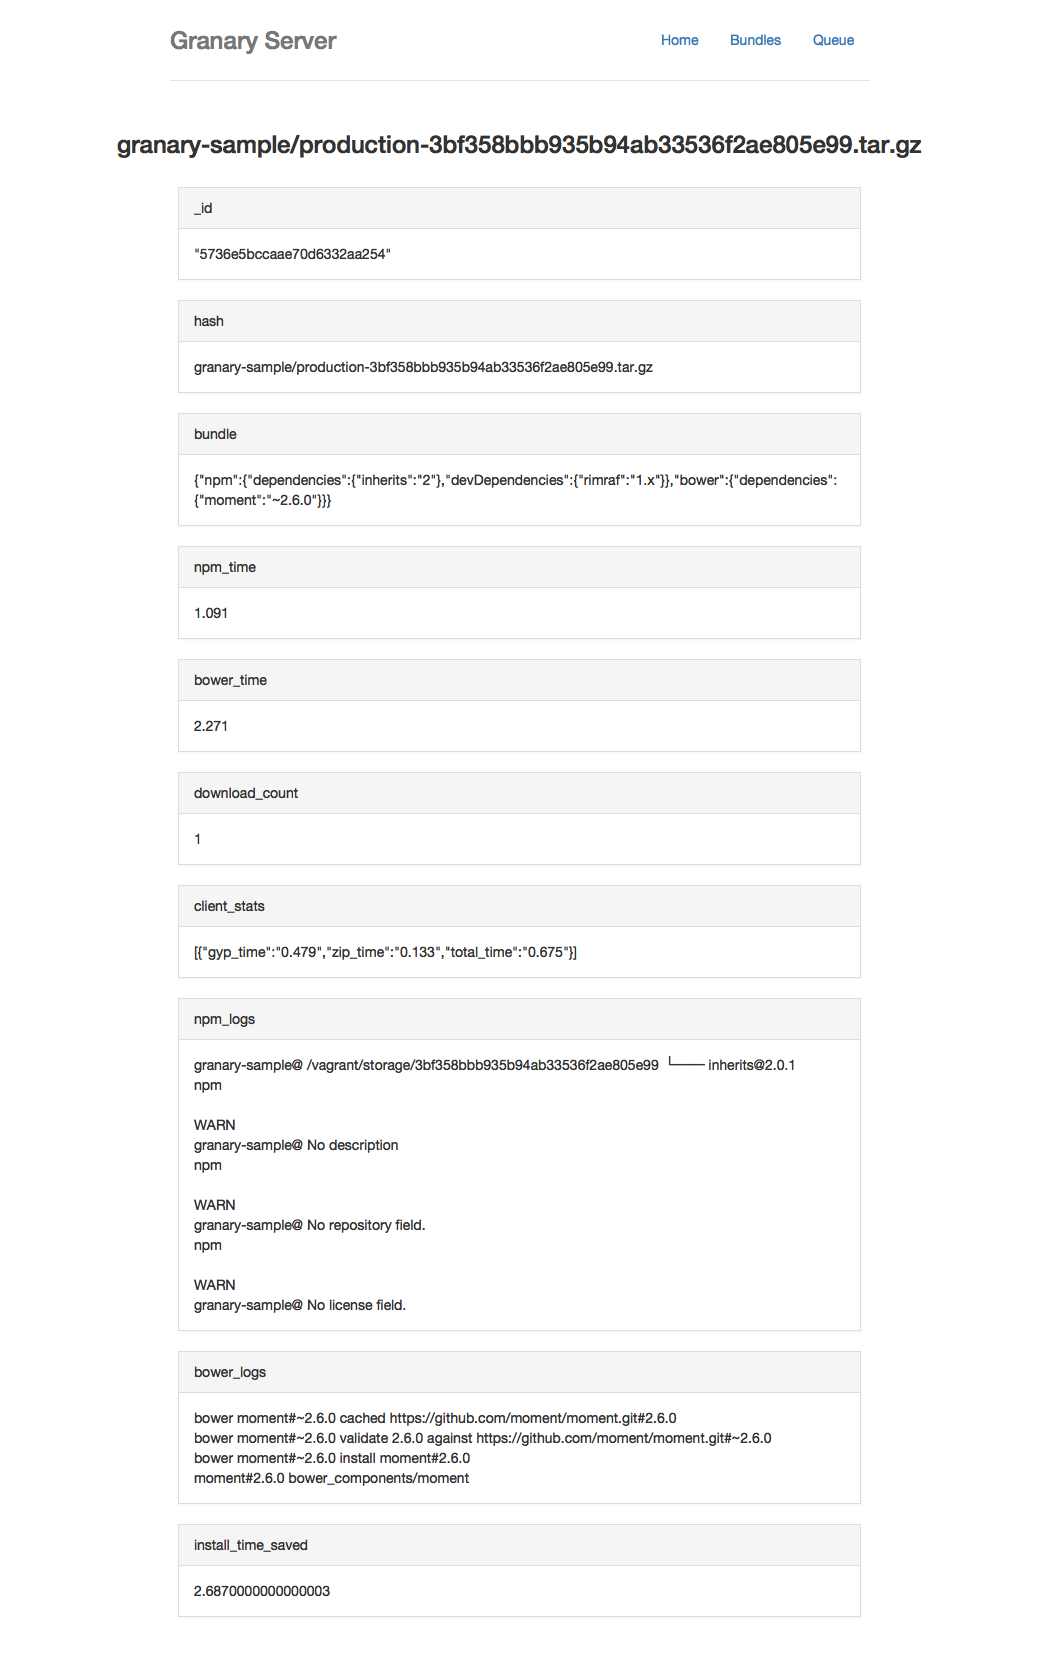 Granary Server
Home Bundles Queue
granary-sample/production-3bf358bbb935b94ab33536f2ae805e99.tar.gz
_id
"5736e5bccaae70d6332aa254"
hash
granary-sample/production-3bf358bbb935b94ab33536f2ae805e99.tar.gz
bundle
{"npm":{"dependencies":{"inherits":"2"},"devDependencies":{"rimraf":"1.x"}},"bower":{"dependencies":
{"moment":"~2.6.0"}}}
npm_time
1.091
bower_time
2.271
download_count
1
client_stats
[{"gyp_time":"0.479","zip_time":"0.133","total_time":"0.675"}]
npm_logs
granary-sample@ /vagrant/storage/3bf358bbb935b94ab33536f2ae805e99 └── inherits@2.0.1
npm
WARN
granary-sample@ No description
npm
WARN
granary-sample@ No repository field.
npm
WARN
granary-sample@ No license field.
bower_logs
bower moment#~2.6.0 cached https://github.com/moment/moment.git#2.6.0
bower moment#~2.6.0 validate 2.6.0 against https://github.com/moment/moment.git#~2.6.0
bower moment#~2.6.0 install moment#2.6.0
moment#2.6.0 bower_components/moment
install_time_saved
2.6870000000000003